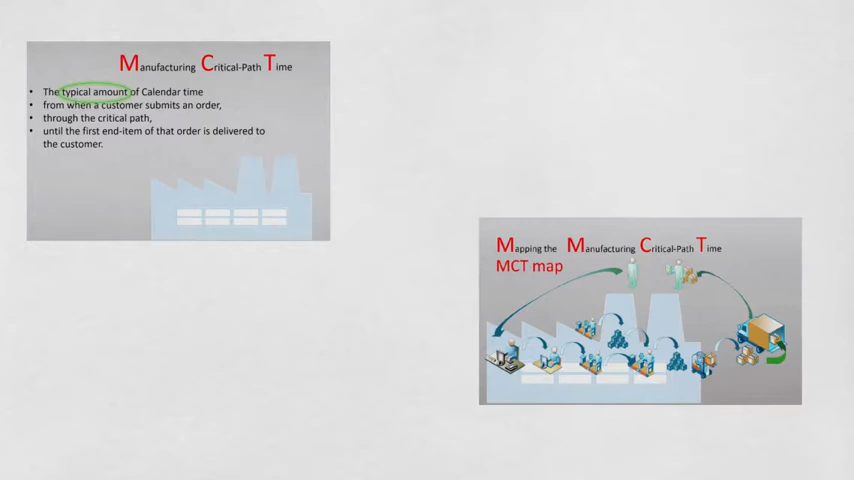 Manufacturing Critical-Path Time
• The typical amount of Calendar time
• from when a customer submits an order,
• through the critical path,
• until the first end-item of that order is delivered to
the customer.
Mapping the Manufacturing Critical-Path Time
MCT map